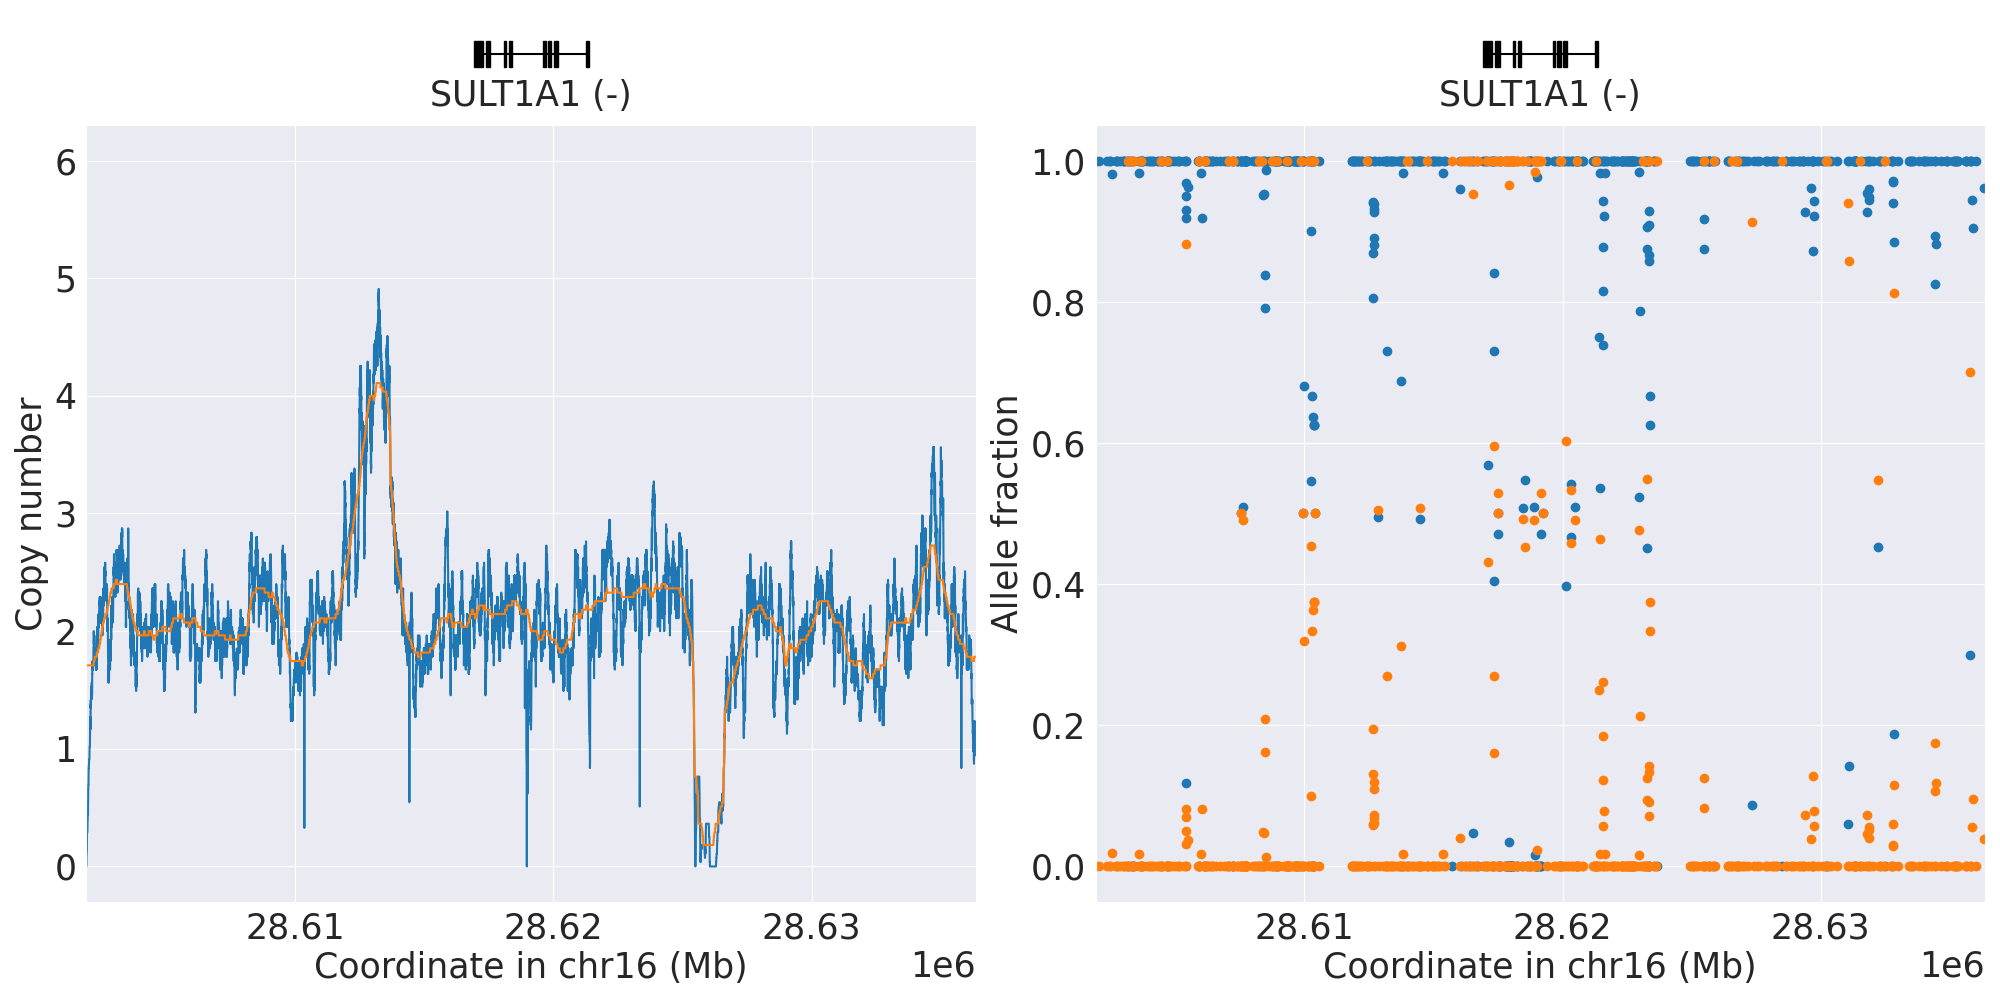 SULT1A1 (-)
6
5
4
3
2
1
0
Copy number
28.61
28.62
28.63
Coordinate in chr16 (Mb)
1e6
SULT1A1 (-)
1.0
0.8
0.6
0.4
0.2
0.0
Allele fraction
28.61
28.62
28.63
Coordinate in chr16 (Mb)
1e6